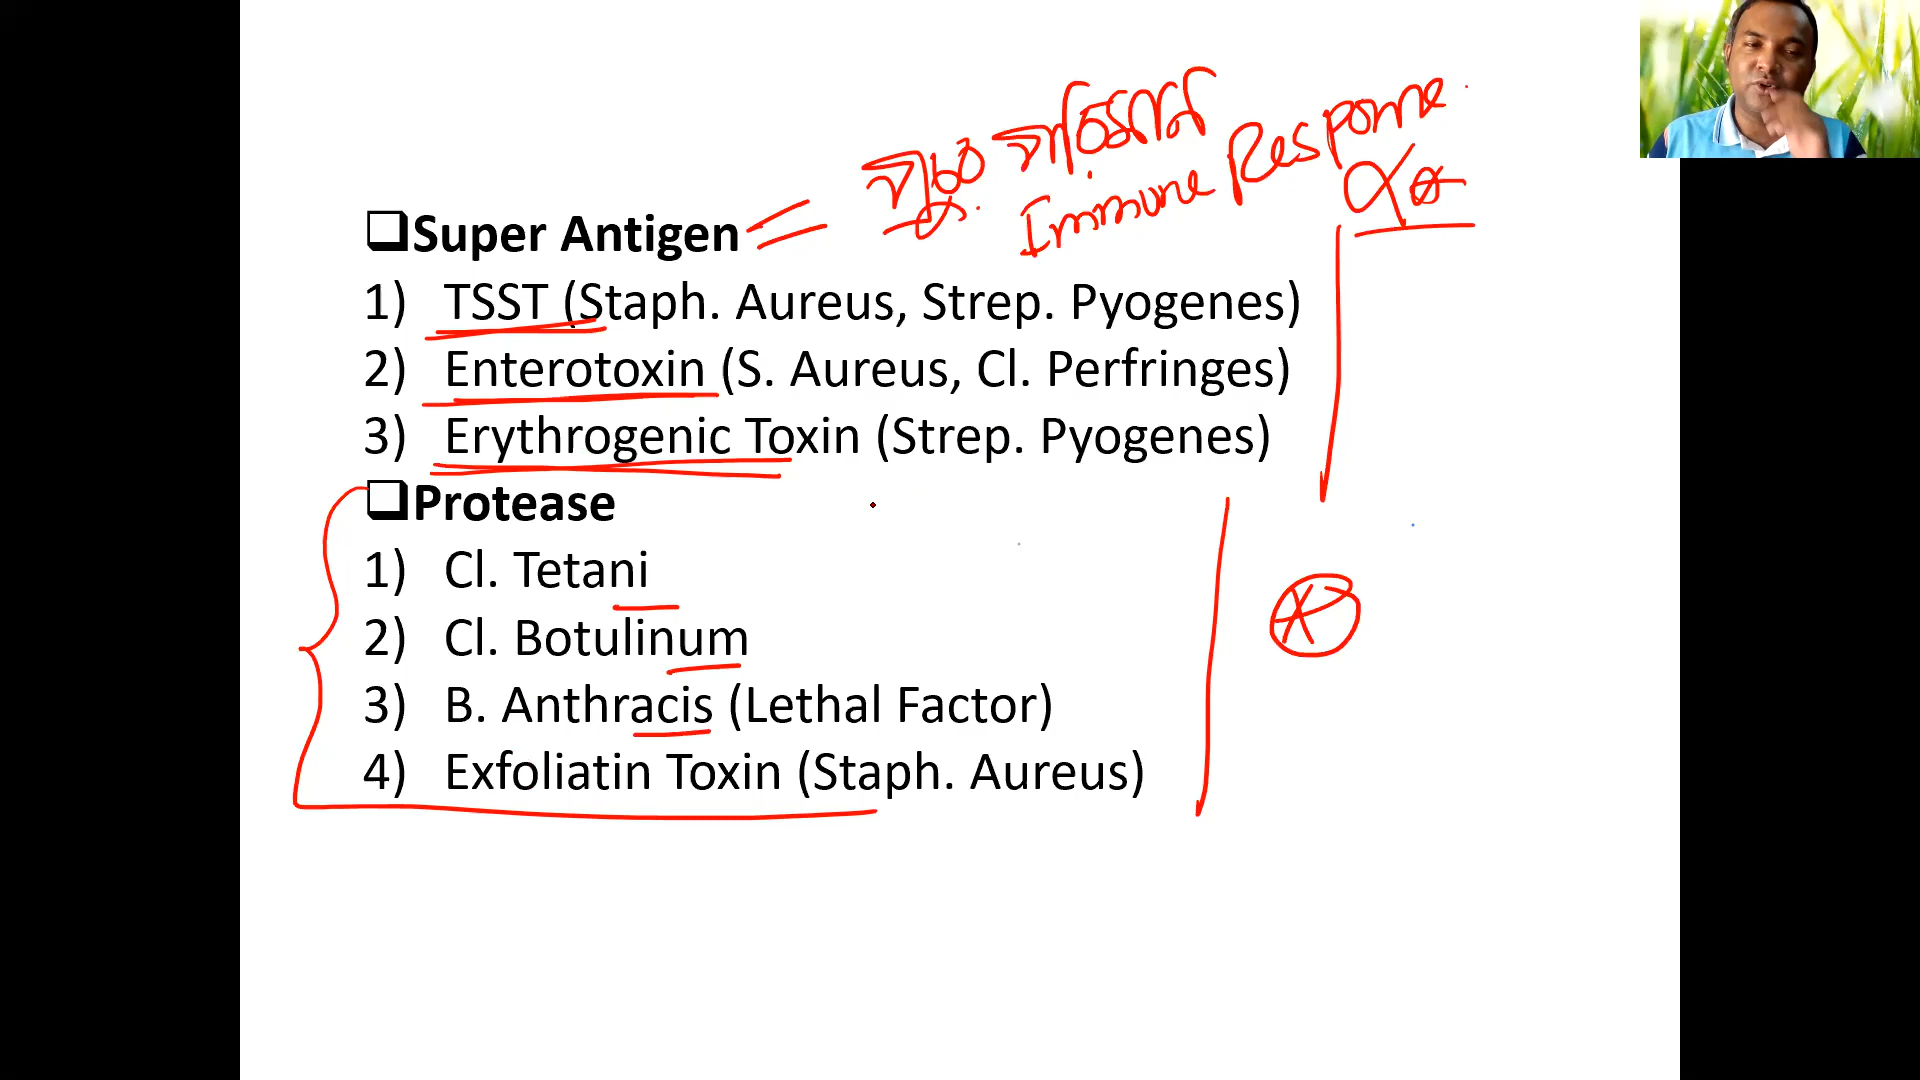 Immune Response
Super Antigen =
1) TSST (Staph. Aureus, Strep. Pyogenes)
2) Enterotoxin (S. Aureus, Cl. Perfringes)
3) Erythrogenic Toxin (Strep. Pyogenes)
Protease
1) Cl. Tetani
2) Cl. Botulinum
3) B. Anthracis (Lethal Factor)
4) Exfoliatin Toxin (Staph. Aureus)